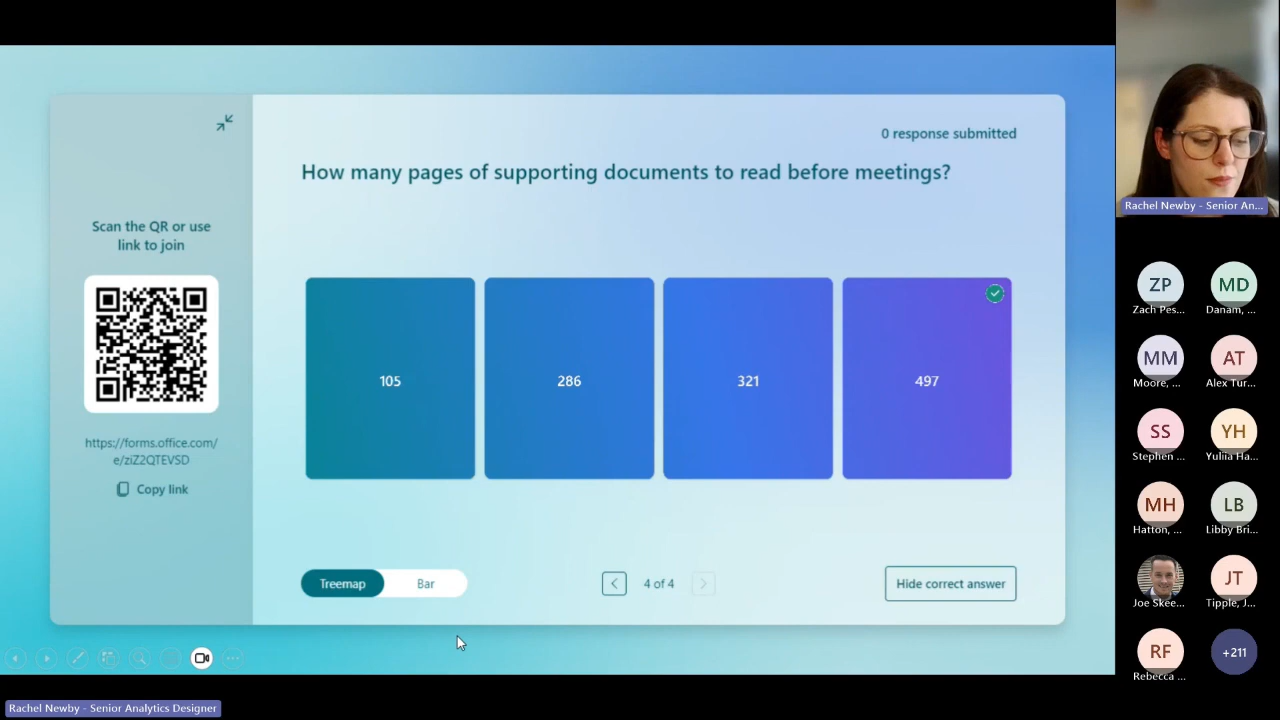 0 response submitted
How many pages of supporting documents to read before meetings?
Scan the QR or use
link to join
https://forms.office.com/
e/ziZ2QTEVSD
Copy link
105
286
321
497
Treemap
Bar
4 of 4
Hide correct answer
Rachel Newby - Senior Analytics Designer
Rachel Newby - Senior An...
ZP
MD
Zach Pes...
Danam, ...
MM
AT
Moore, ...
Alex Tur...
SS
YH
Stephen ...
Yuliia Ha...
MH
LB
Hatton, ...
Libby Bri...
JT
Joe Skee...
Tipple, J...
RF
+211
Rebecca ...